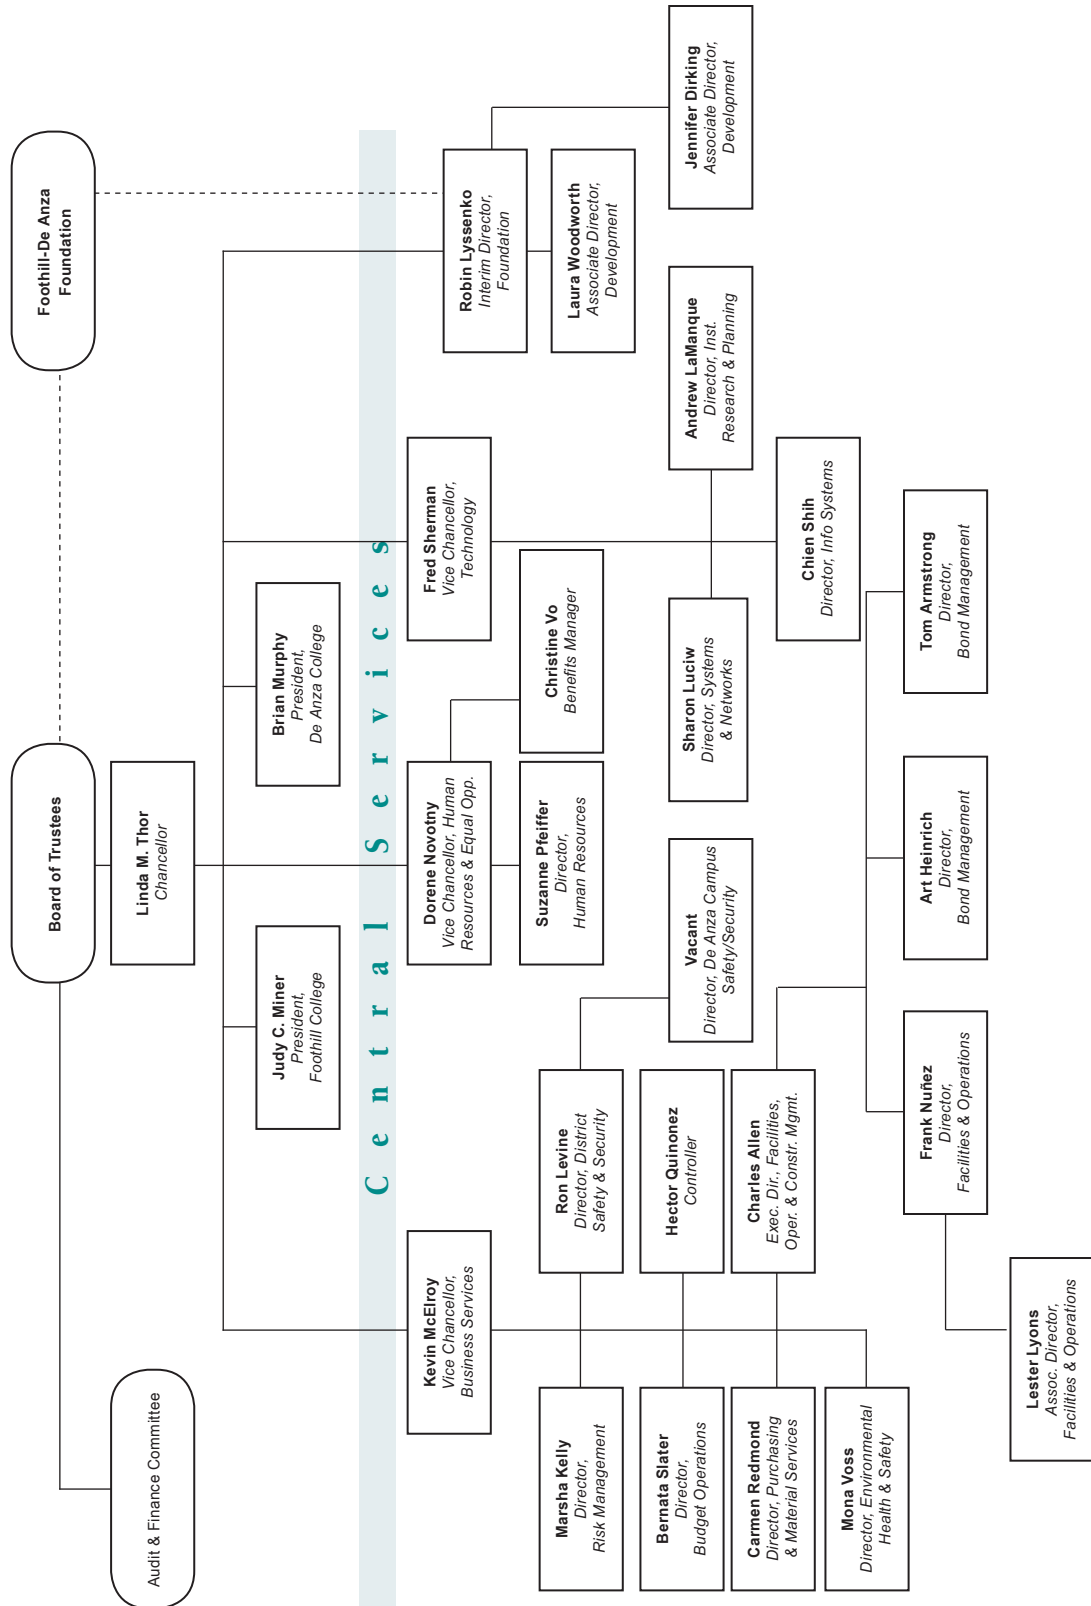 Board of Trustees
Foothill-De Anza
Foundation
Audit & Finance Committee
Linda M. Thor
Chancellor
Judy C. Miner
President,
Foothill College
Brian Murphy
President,
De Anza College
Central Services
Kevin McElroy
Vice Chancellor,
Business Services
Dorene Novotny
Vice Chancellor, Human
Resources & Equal Opp.
Fred Sherman
Vice Chancellor,
Technology
Robin Lyssenko
Interim Director,
Foundation
Suzanne Pfeiffer
Director,
Human Resources
Christine Vo
Benefits Manager
Laura Woodworth
Associate Director,
Development
Jennifer Dirking
Associate Director,
Development
Marsha Kelly
Director,
Risk Management
Ron Levine
Director, District
Safety & Security
Vacant
Director, De Anza Campus
Safety/Security
Sharon Luciw
Director, Systems
& Networks
Andrew LaManque
Director, Inst.
Research & Planning
Bernata Slater
Director,
Budget Operations
Hector Quinonez
Controller
Chien Shih
Director, Info Systems
Carmen Redmond
Director, Purchasing
& Material Services
Charles Allen
Exec. Dir., Facilities,
Oper. & Constr. Mgmt.
Mona Voss
Director, Environmental
Health & Safety
Frank Nuñez
Director,
Facilities & Operations
Art Heinrich
Director,
Bond Management
Tom Armstrong
Director,
Bond Management
Lester Lyons
Assoc. Director,
Facilities & Operations